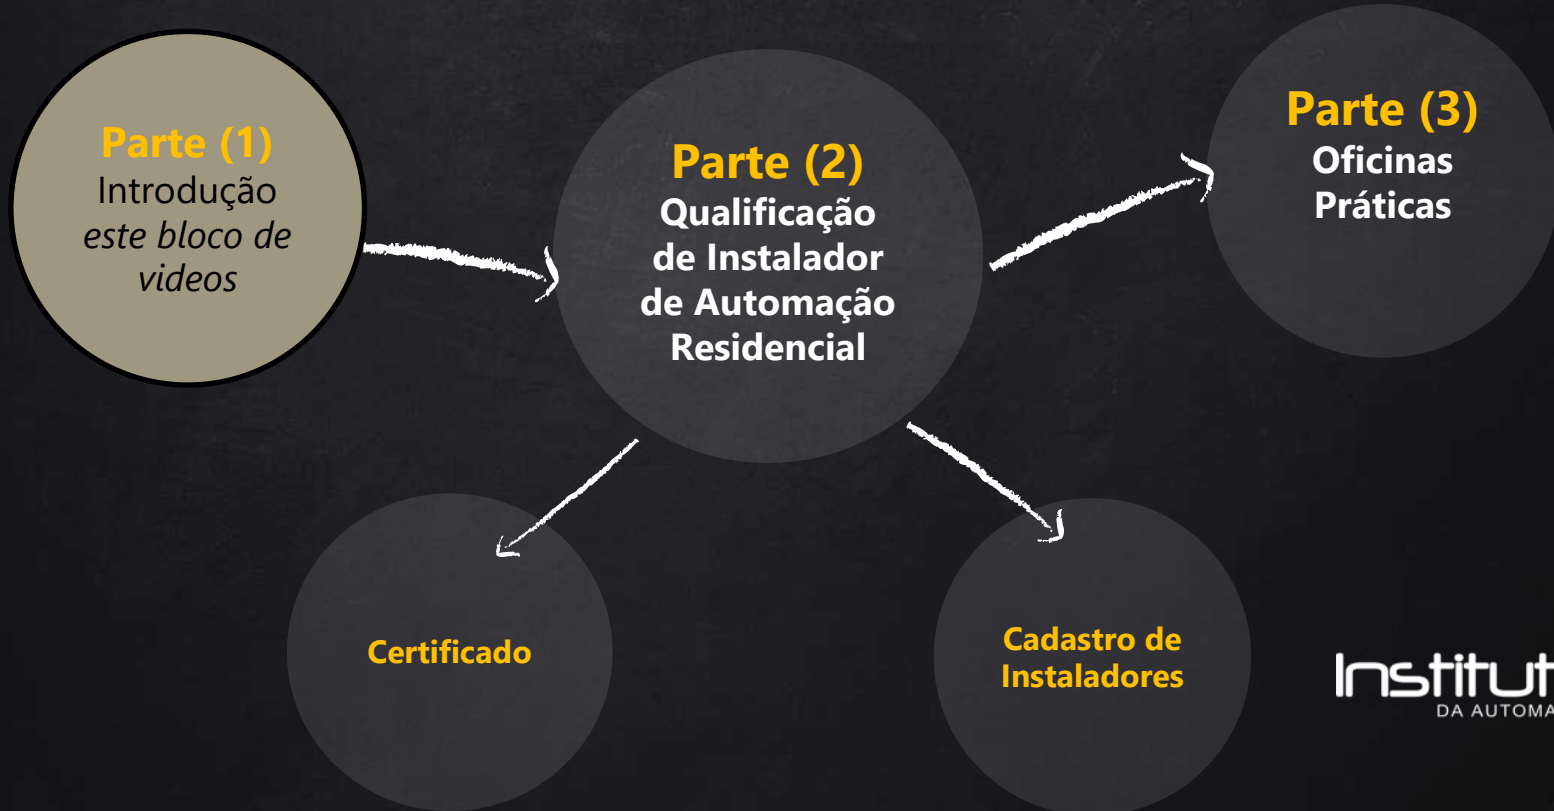 Parte (1)
Introdução
este bloco de
videos
Parte (2)
Qualificação
de Instalador
de Automação
Residencial
Parte (3)
Oficinas
Práticas
Certificado
Cadastro de
Instaladores